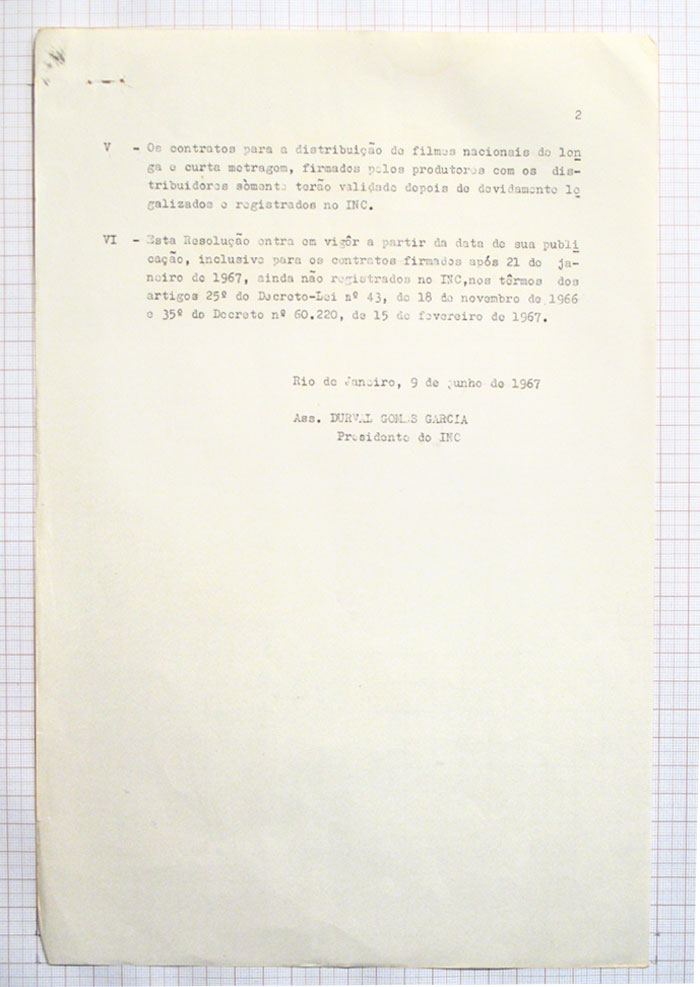 2
V - Os contratos para a distribuição de filmes nacionais de lon
ga e curta metragem, firmados pelos produtores com os dis-
tribuidores sòmente terão validade depois de devidamente le
galizados e registrados no INC.
VI - Esta Resolução entra em vigôr a partir da data de sua publi
cação, inclusive para os contratos firmados após 21 de ja-
neiro de 1967, ainda não registrados no INC,nos têrmos dos
artigos 25º do Decreto-Lei nº 43, de 18 de novembro de 1966
e 35º do Decreto nº 60.220, de 15 de fevereiro de 1967.
Rio de Janeiro, 9 de junho de 1967
Ass. DURVAL GOMES GARCIA
Presidente do INC